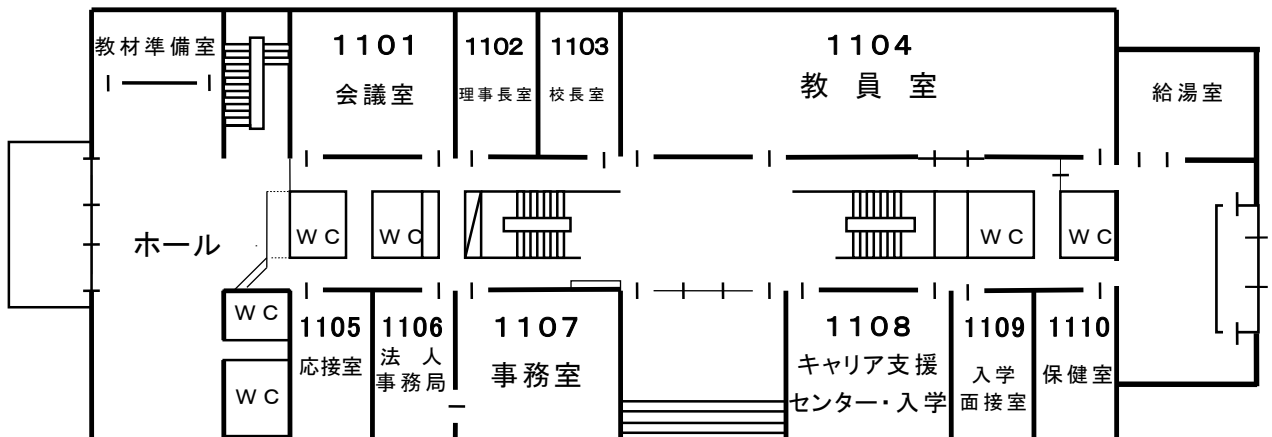 教材準備室
1101
会議室
1102
理事長室
1103
校長室
1104
教員室
給湯室
ホール
WC
WC
WC
WC
WC
WC
1105
応接室
1106
法人
事務局
1107
事務室
1108
キャリア支援
センター・入学
1109
入学
面接室
1110
保健室